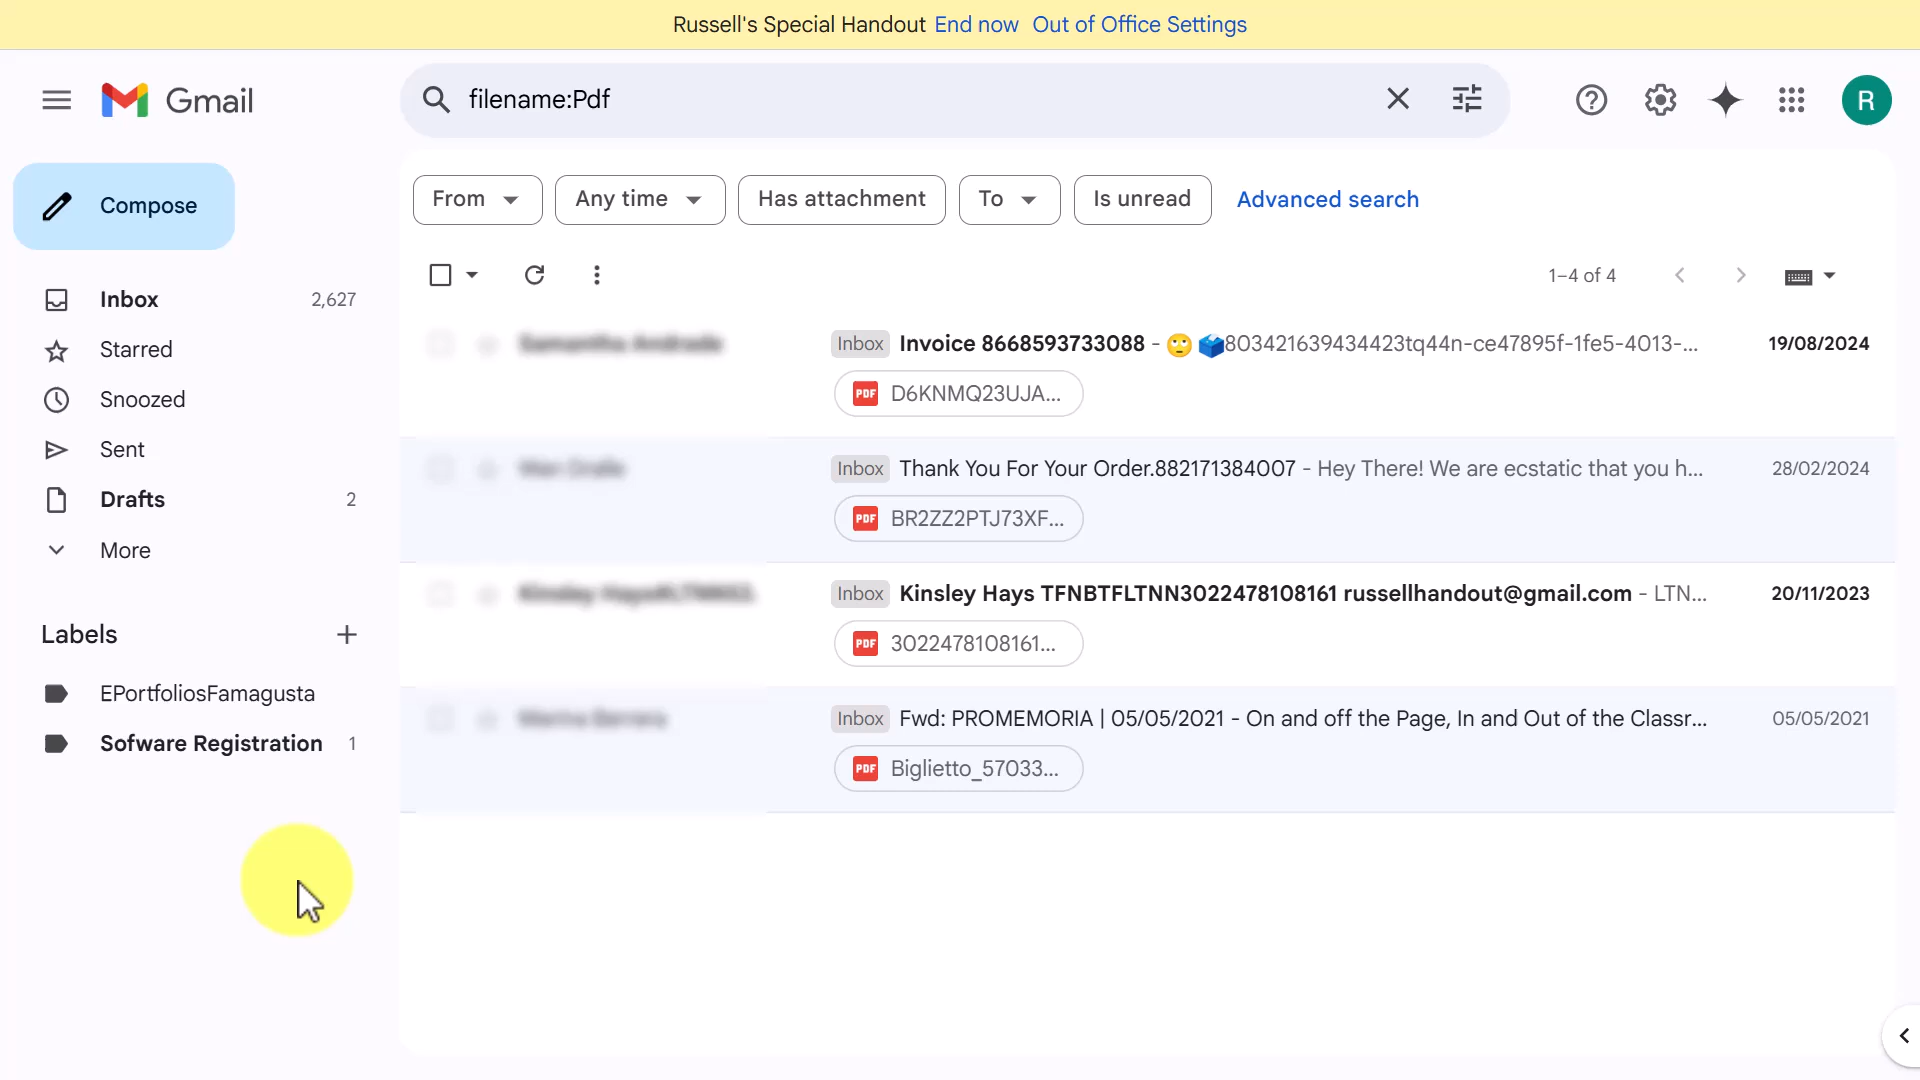 Russell's Special Handout End now Out of Office Settings
Gmail
filename:Pdf
R
Compose
From
Any time
Has attachment
To
Is unread
Advanced search
1–4 of 4
Inbox 2,627
Starred
Snoozed
Sent
Drafts 2
More
Labels
EPortfoliosFamagusta
Sofware Registration 1
Inbox Invoice 8668593733088 - 🙄 🗳803421639434423tq44n-ce47895f-1fe5-4013-... 19/08/2024
PDF D6KNMQ23UJA...
Inbox Thank You For Your Order.882171384007 - Hey There! We are ecstatic that you h... 28/02/2024
PDF BR2ZZ2PTJ73XF...
Inbox Kinsley Hays TFNBTFLTNN3022478108161 russellhandout@gmail.com - LTN... 20/11/2023
PDF 3022478108161...
Inbox Fwd: PROMEMORIA | 05/05/2021 - On and off the Page, In and Out of the Classr... 05/05/2021
PDF Biglietto_57033...